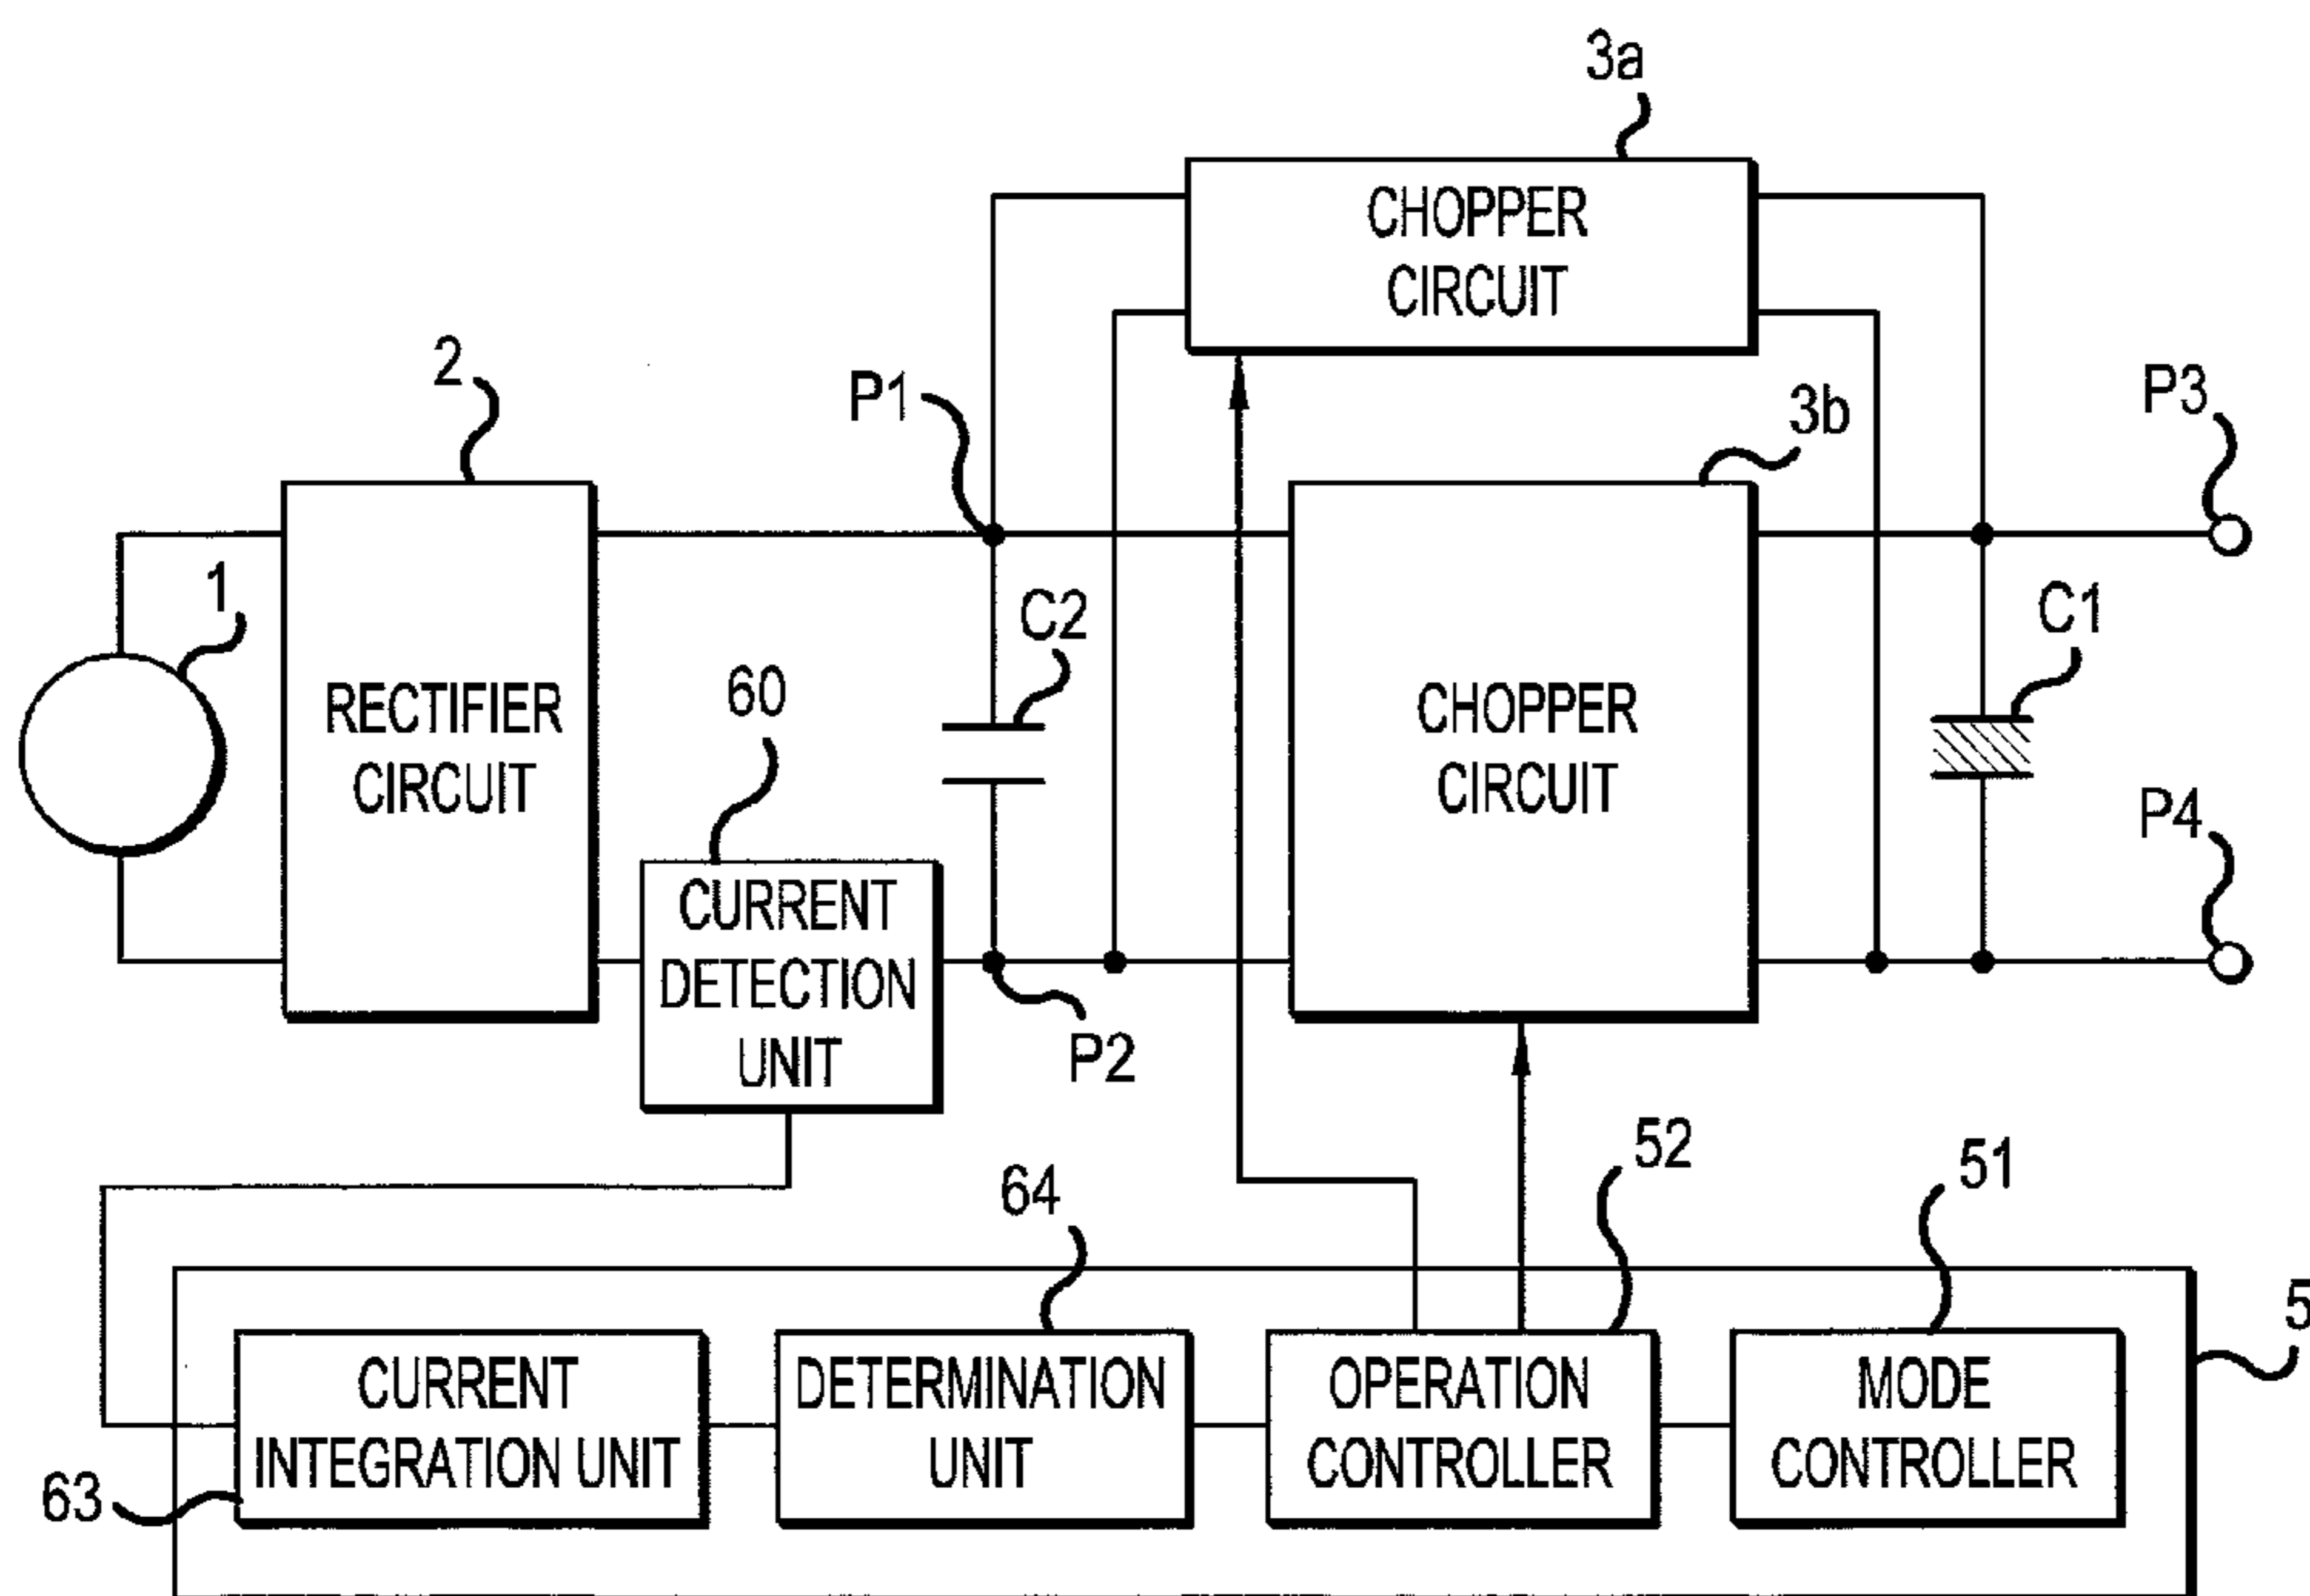 3a
CHOPPER
CIRCUIT
2
P1
3b
P3
1
C2
C1
60
RECTIFIER
CIRCUIT
CHOPPER
CIRCUIT
P4
CURRENT
DETECTION
UNIT
P2
52
51
64
5
CURRENT
INTEGRATION UNIT
DETERMINATION
UNIT
OPERATION
CONTROLLER
MODE
CONTROLLER
63